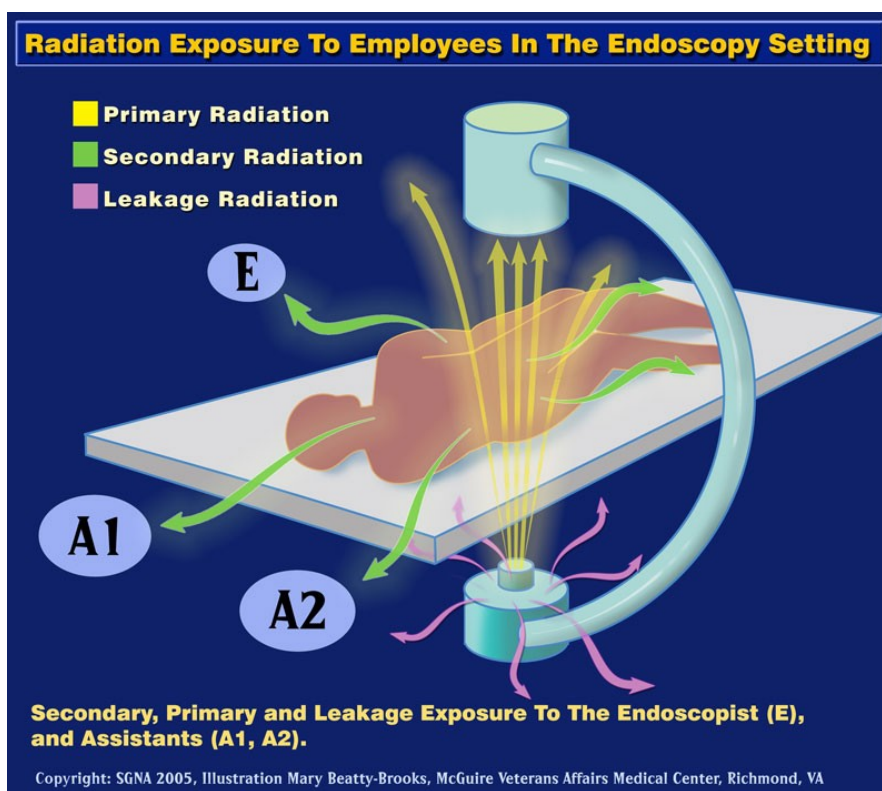 Radiation Exposure To Employees In The Endoscopy Setting
Primary Radiation
Secondary Radiation
Leakage Radiation
E
A1
A2
Secondary, Primary and Leakage Exposure To The Endoscopist (E),
and Assistants (A1, A2).
Copyright: SGNA 2005, Illustration Mary Beatty-Brooks, McGuire Veterans Affairs Medical Center, Richmond, VA